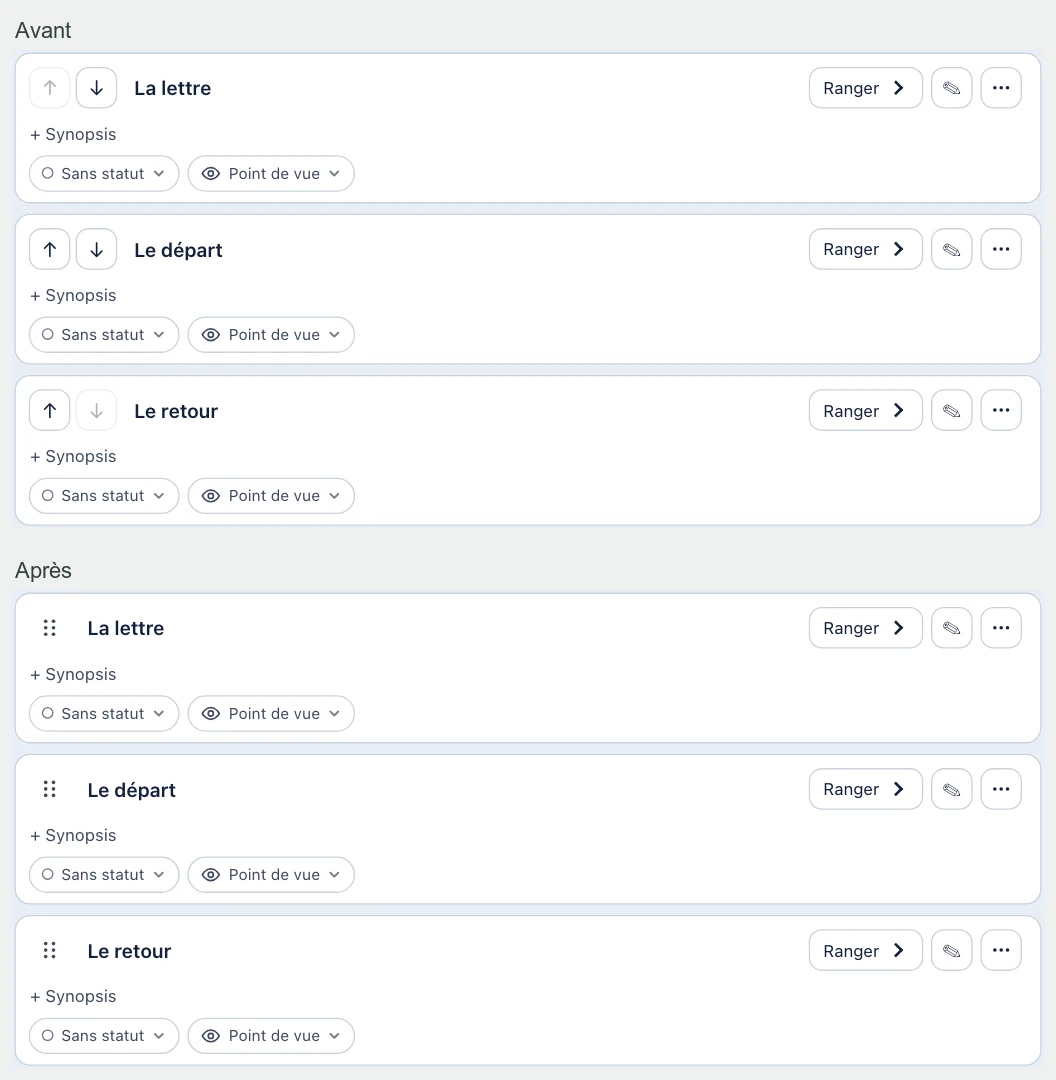 Avant
La lettre
Ranger
+ Synopsis
Sans statut
Point de vue
Le départ
Ranger
+ Synopsis
Sans statut
Point de vue
Le retour
Ranger
+ Synopsis
Sans statut
Point de vue
Après
La lettre
Ranger
+ Synopsis
Sans statut
Point de vue
Le départ
Ranger
+ Synopsis
Sans statut
Point de vue
Le retour
Ranger
+ Synopsis
Sans statut
Point de vue